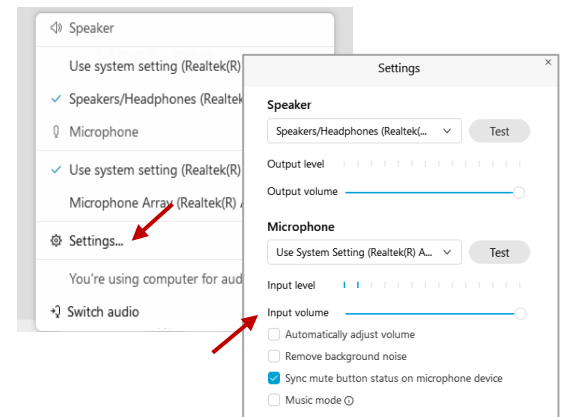 Speaker
Use system setting (Realtek(R)
Speakers/Headphones (Realtek
Microphone
Use system setting (Realtek(R)
Microphone Array (Realtek(R) A
Settings...
You're using computer for aud
Switch audio
Settings
Speaker
Speakers/Headphones (Realtek(...
Test
Output level
Output volume
Microphone
Use System Setting (Realtek(R) A...
Test
Input level
Input volume
Automatically adjust volume
Remove background noise
Sync mute button status on microphone device
Music mode